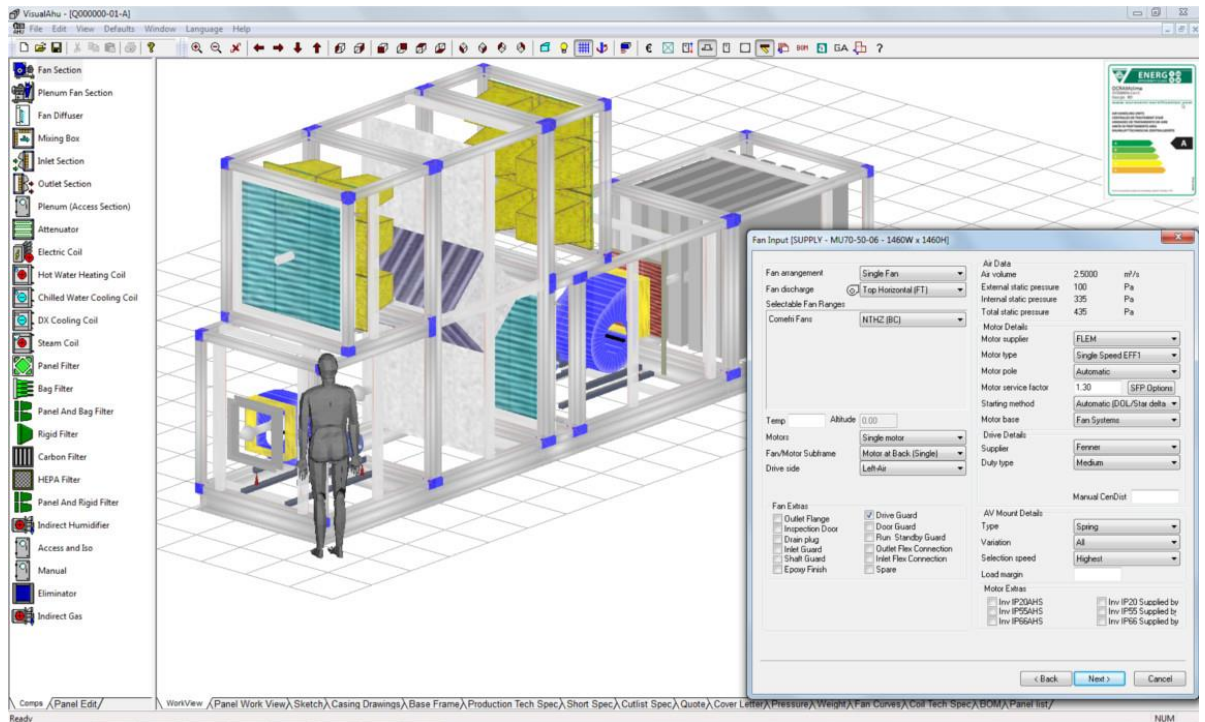 VisualAhu - [Q000000-01-A]
File Edit View Defaults Window Language Help
€ BOM GA ?
Fan Section
Plenum Fan Section
Fan Diffuser
Mixing Box
Inlet Section
Outlet Section
Plenum (Access Section)
Attenuator
Electric Coil
Hot Water Heating Coil
Chilled Water Cooling Coil
DX Cooling Coil
Steam Coil
Panel Filter
Bag Filter
Panel And Bag Filter
Rigid Filter
Carbon Filter
HEPA Filter
Panel And Rigid Filter
Indirect Humidifier
Access and Iso
Manual
Eliminator
Indirect Gas
ENERG
A
Fan Input [SUPPLY - MU70-50-06 - 1460W x 1460H]
Fan arrangement Single Fan
Fan discharge Top Horizontal (FT)
Selectable Fan Ranges
Comefri Fans NTHZ (BC)
Temp Altitude 0.00
Motors Single motor
Fan/Motor Subframe Motor at Back (Single)
Drive side Left-Air
Fan Extras
Outlet Flange Drive Guard
Inspection Door Door Guard
Drain plug Run Standby Guard
Inlet Guard Outlet Flex Connection
Shaft Guard Inlet Flex Connection
Epoxy Finish Spare
Air Data
Air volume 2.5000 m³/s
External static pressure 100 Pa
Internal static pressure 335 Pa
Total static pressure 435 Pa
Motor Details
Motor supplier FLEM
Motor type Single Speed EFF1
Motor pole Automatic
Motor service factor 1.30 SFP Options
Starting method Automatic (DOL/Star delta
Motor base Fan Systems
Drive Details
Supplier Fenner
Duty type Medium
Manual CenDist
AV Mount Details
Type Spring
Variation All
Selection speed Highest
Load margin
Motor Extras
Inv IP20AHS Inv IP20 Supplied by
Inv IP55AHS Inv IP55 Supplied by
Inv IP66AHS Inv IP66 Supplied by
< Back Next > Cancel
Comps Panel Edit
WorkView Panel Work View Sketch Casing Drawings Base Frame Production Tech Spec Short Spec Cutlist Spec Quote Cover Letter Pressure Weight Fan Curves Coil Tech Spec BOM Panel list
Ready NUM